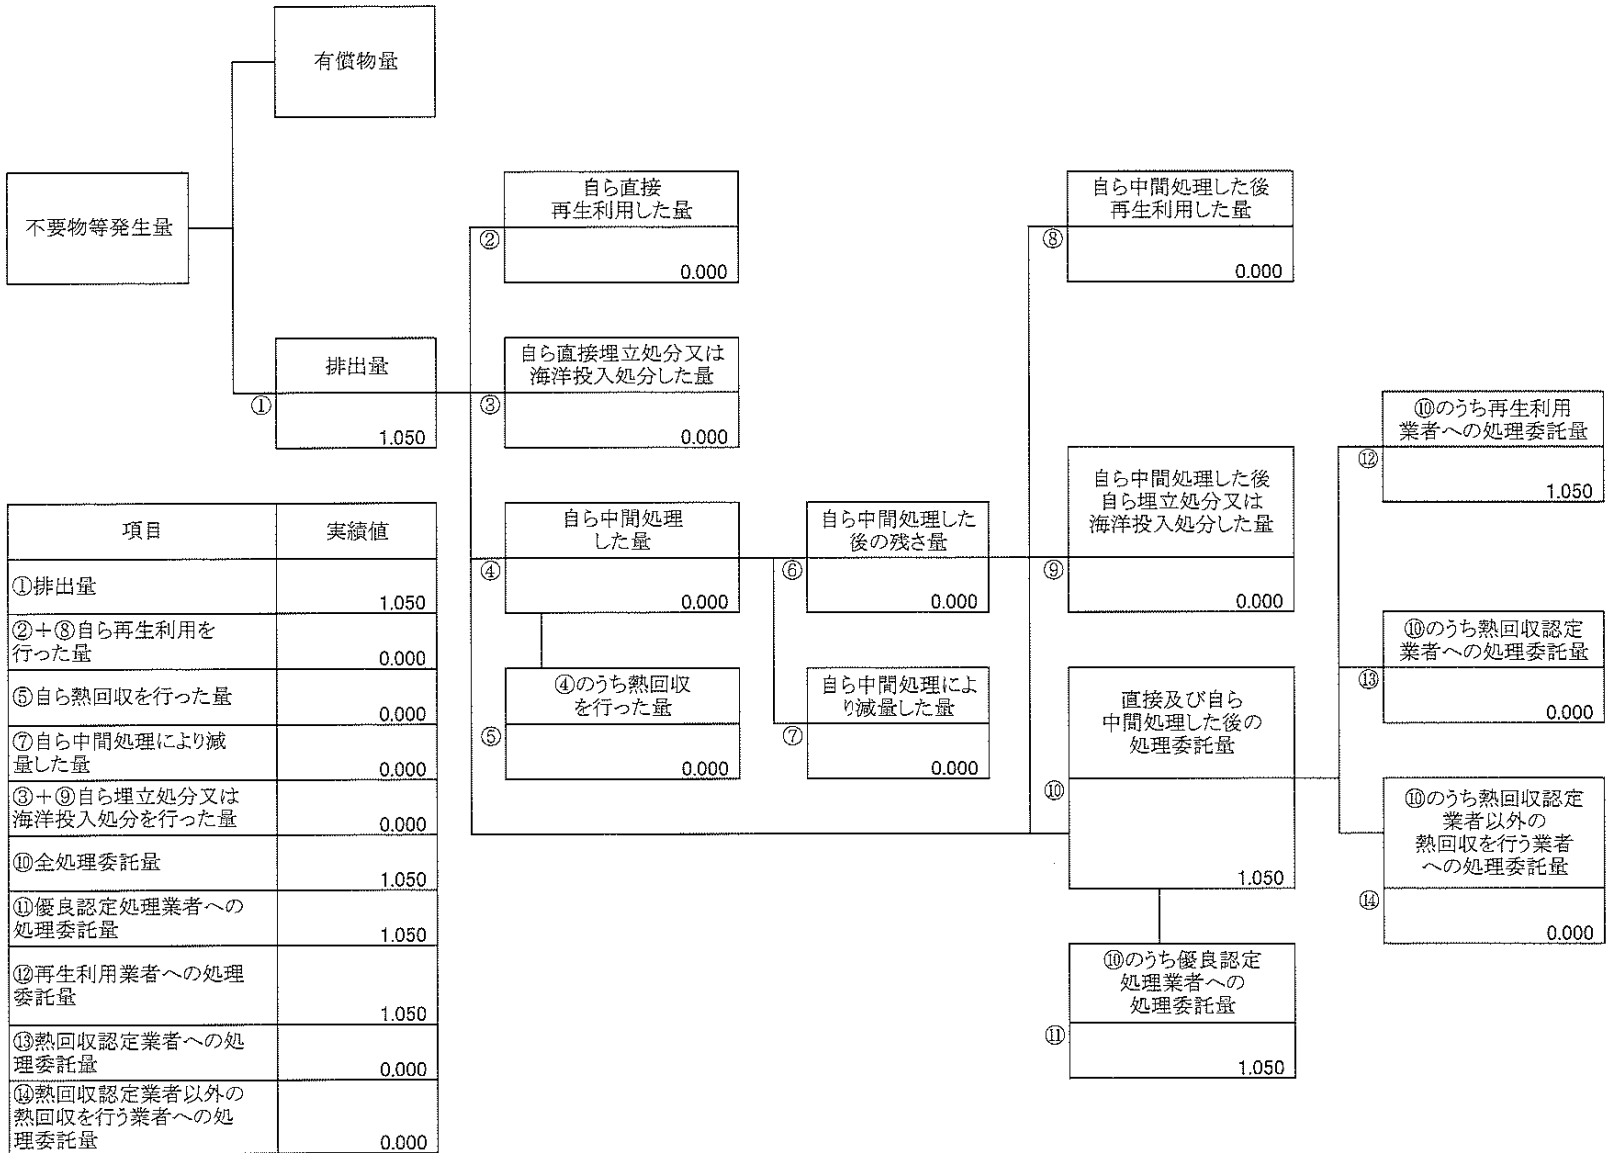 有償物量
不要物等発生量
排出量
①
1.050
自ら直接
再生利用した量
②
0.000
自ら直接埋立処分又は
海洋投入処分した量
③
0.000
自ら中間処理
した量
④
0.000
④のうち熱回収
を行った量
⑤
0.000
自ら中間処理した
後の残さ量
⑥
0.000
自ら中間処理によ
り減量した量
⑦
0.000
自ら中間処理した後
再生利用した量
⑧
0.000
自ら中間処理した後
自ら埋立処分又は
海洋投入処分した量
⑨
0.000
直接及び自ら
中間処理した後の
処理委託量
⑩
1.050
⑩のうち優良認定
処理業者への
処理委託量
⑪
1.050
⑩のうち再生利用
業者への処理委託量
⑫
1.050
⑩のうち熱回収認定
業者への処理委託量
⑬
0.000
⑩のうち熱回収認定
業者以外の
熱回収を行う業者
への処理委託量
⑭
0.000
項目 実績値
①排出量
1.050
②+⑧自ら再生利用を
行った量
0.000
⑤自ら熱回収を行った量
0.000
⑦自ら中間処理により減
量した量
0.000
③+⑨自ら埋立処分又は
海洋投入処分を行った量
0.000
⑩全処理委託量
1.050
⑪優良認定処理業者への
処理委託量
1.050
⑫再生利用業者への処理
委託量
1.050
⑬熱回収認定業者への処
理委託量
0.000
⑭熱回収認定業者以外の
熱回収を行う業者への処
理委託量
0.000